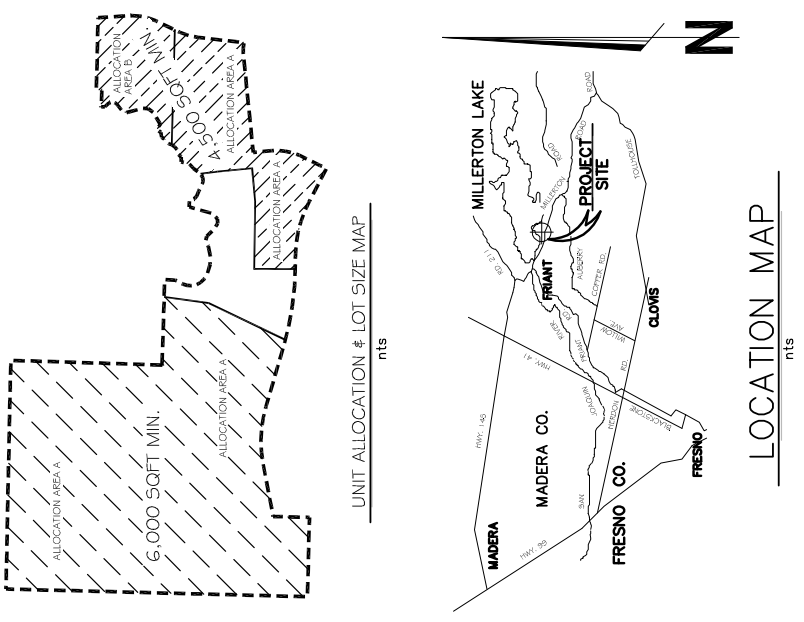 ALLOCATION
AREA B
4,500 SQFT MIN
ALLOCATION AREA A
ALLOCATION AREA A
ALLOCATION AREA A
ALLOCATION AREA A
6,000 SQFT MIN.
UNIT ALLOCATION & LOT SIZE MAP
nts
N
MILLERTON LAKE
ROAD
ROAD
ROAD
MILLERTON
PROJECT
SITE
TOLLHOUSE
RD 211
FRIANT
AUBERRY
COPPER RD.
CLOVIS
WILLOW
AVE.
RIVER
FRIANT
RD
HWY. 41
JOAQUIN
HERNDON
RD.
BLACKSTONE
HWY. 145
MADERA CO.
SAN
FRESNO CO.
FRESNO
MADERA
HWY. 99
LOCATION MAP
nts